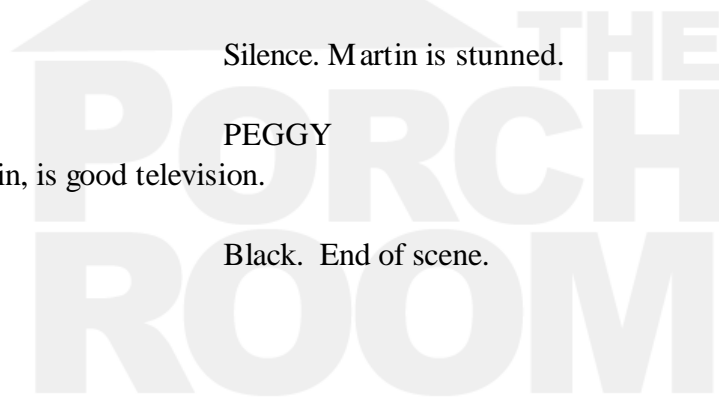 THE
PORCH
ROOM
Silence. Martin is stunned.
PEGGY
in, is good television.
Black. End of scene.